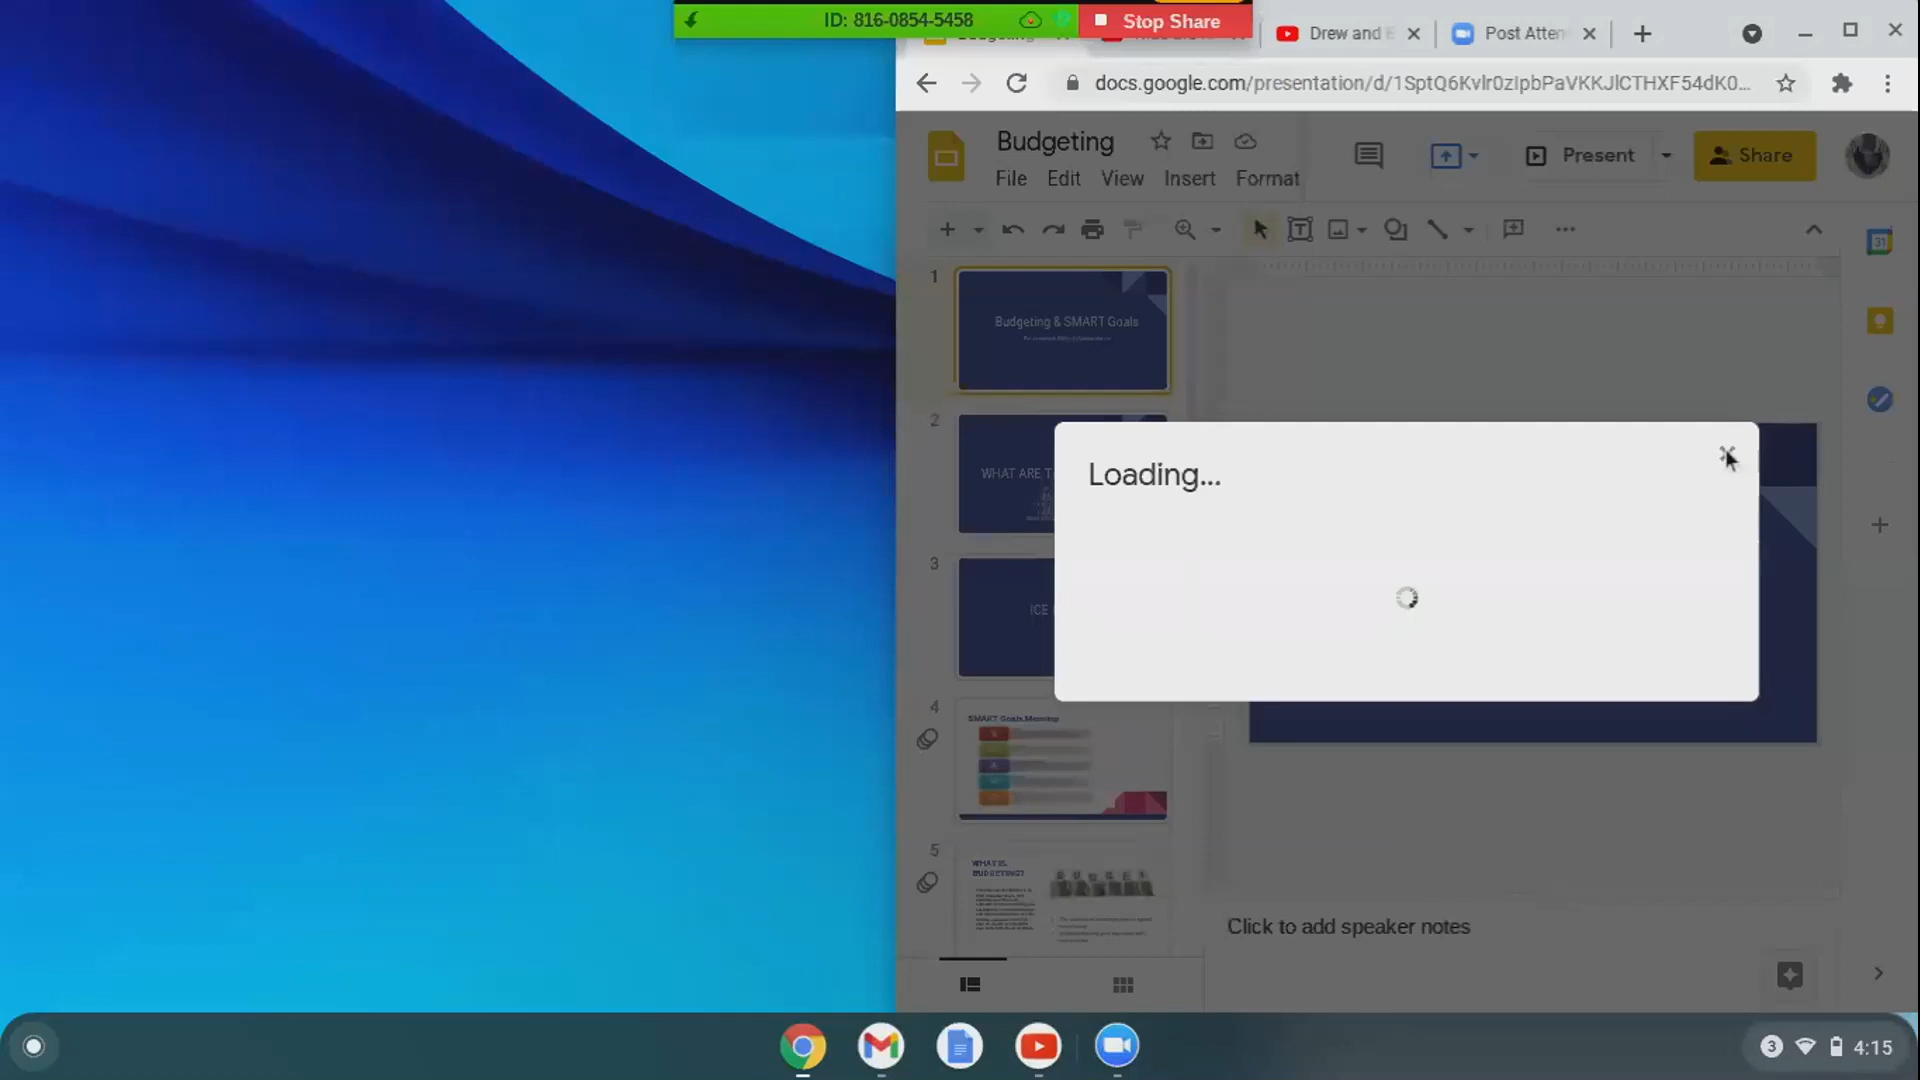 ID: 816-0854-5458
Stop Share
Drew and
Post Atten
docs.google.com/presentation/d/1SptQ6Kvlr0zIpbPaVKKJlCTHXF54dK0...
Budgeting
Present
Share
File Edit View Insert Format
31
1
Budgeting & SMART Goals
2
WHAT ARE T
Loading...
3
ICE
4
SMART Goals Meaning
5
WHAT IS
BUDGETING?
Click to add speaker notes
3
4:15